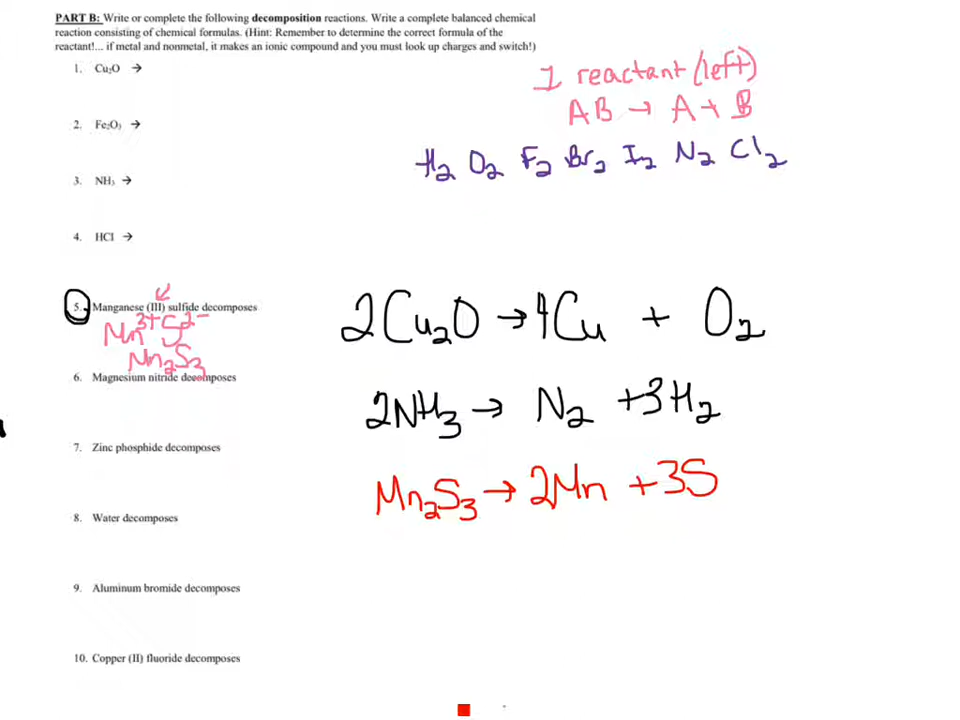 PART B: Write or complete the following decomposition reactions. Write a complete balanced chemical
reaction consisting of chemical formulas. (Hint: Remember to determine the correct formula of the
reactant!... if metal and nonmetal, it makes an ionic compound and you must look up charges and switch!)
1 reactant (left)
AB → A + B
H₂ O₂ F₂ Br₂ I₂ N₂ Cl₂
1. Cu₂O →
2. Fe₂O₃ →
3. NH₃ →
4. HCl →
5. Manganese (III) sulfide decomposes
Mn³⁺S²⁻
Mn₂S₃
6. Magnesium nitride decomposes
7. Zinc phosphide decomposes
8. Water decomposes
9. Aluminum bromide decomposes
10. Copper (II) fluoride decomposes
2Cu₂O → 4Cu + O₂
2NH₃ → N₂ + 3H₂
Mn₂S₃ → 2Mn + 3S